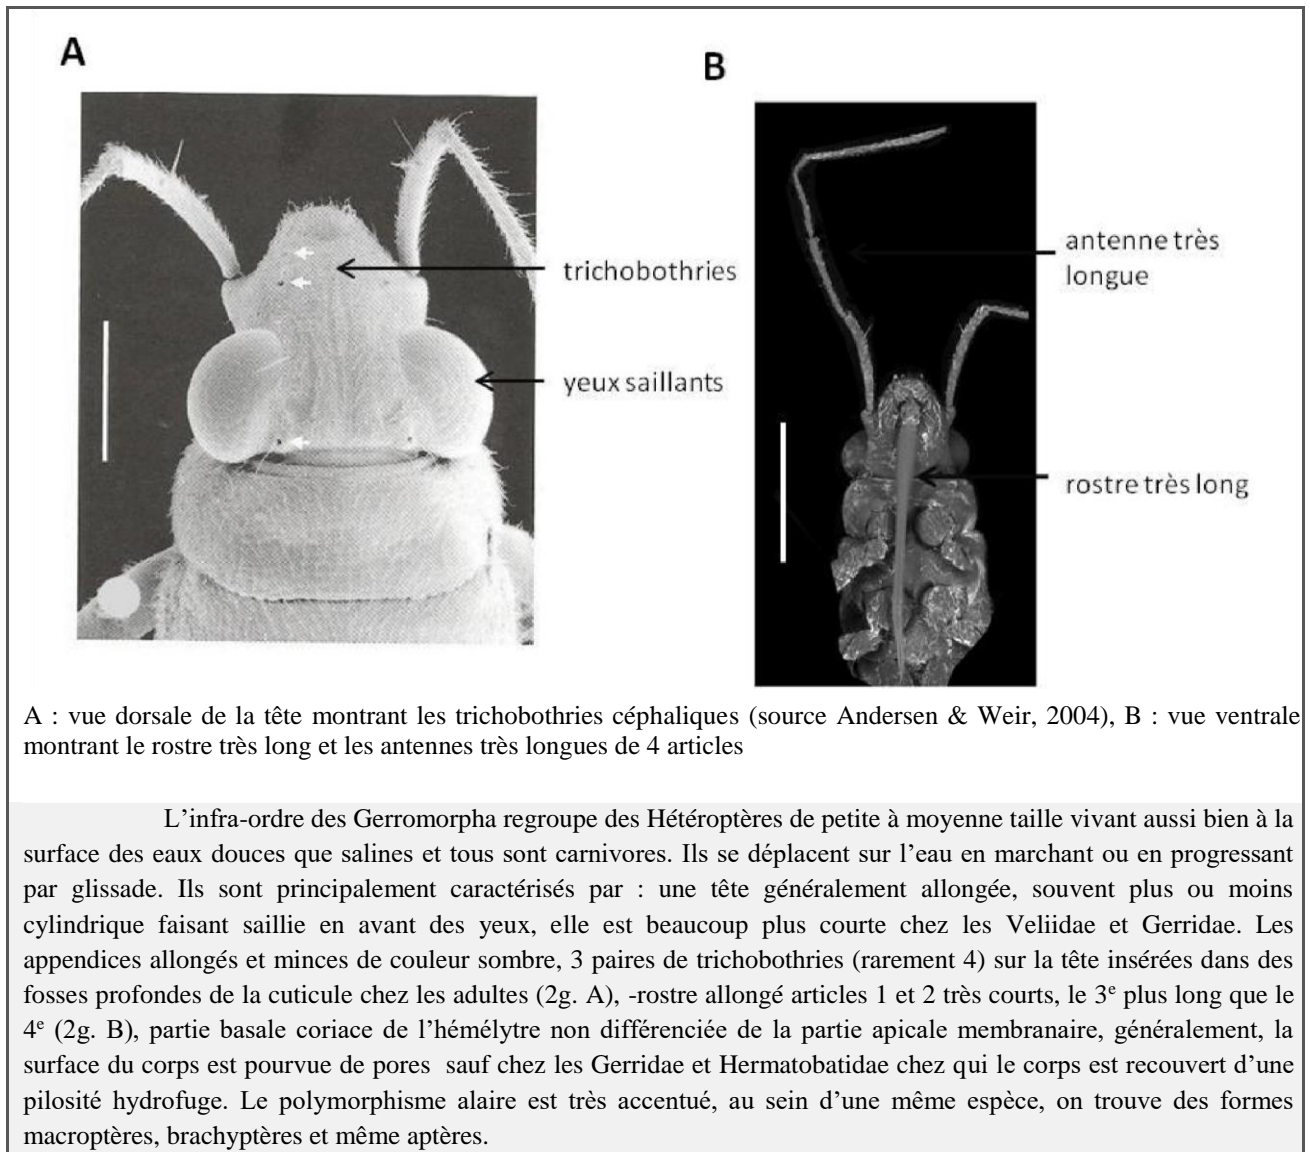 A
B
trichobothries
yeux saillants
antenne très
longue
rostre très long
A : vue dorsale de la tête montrant les trichobothries céphaliques (source Andersen & Weir, 2004), B : vue ventrale
montrant le rostre très long et les antennes très longues de 4 articles
L’infra-ordre des Gerromorpha regroupe des Hétéroptères de petite à moyenne taille vivant aussi bien à la
surface des eaux douces que salines et tous sont carnivores. Ils se déplacent sur l’eau en marchant ou en progressant
par glissade. Ils sont principalement caractérisés par : une tête généralement allongée, souvent plus ou moins
cylindrique faisant saillie en avant des yeux, elle est beaucoup plus courte chez les Veliidae et Gerridae. Les
appendices allongés et minces de couleur sombre, 3 paires de trichobothries (rarement 4) sur la tête insérées dans des
fosses profondes de la cuticule chez les adultes (2g. A), -rostre allongé articles 1 et 2 très courts, le 3e plus long que le
4e (2g. B), partie basale coriace de l’hémélytre non différenciée de la partie apicale membranaire, généralement, la
surface du corps est pourvue de pores sauf chez les Gerridae et Hermatobatidae chez qui le corps est recouvert d’une
pilosité hydrofuge. Le polymorphisme alaire est très accentué, au sein d’une même espèce, on trouve des formes
macroptères, brachyptères et même aptères.